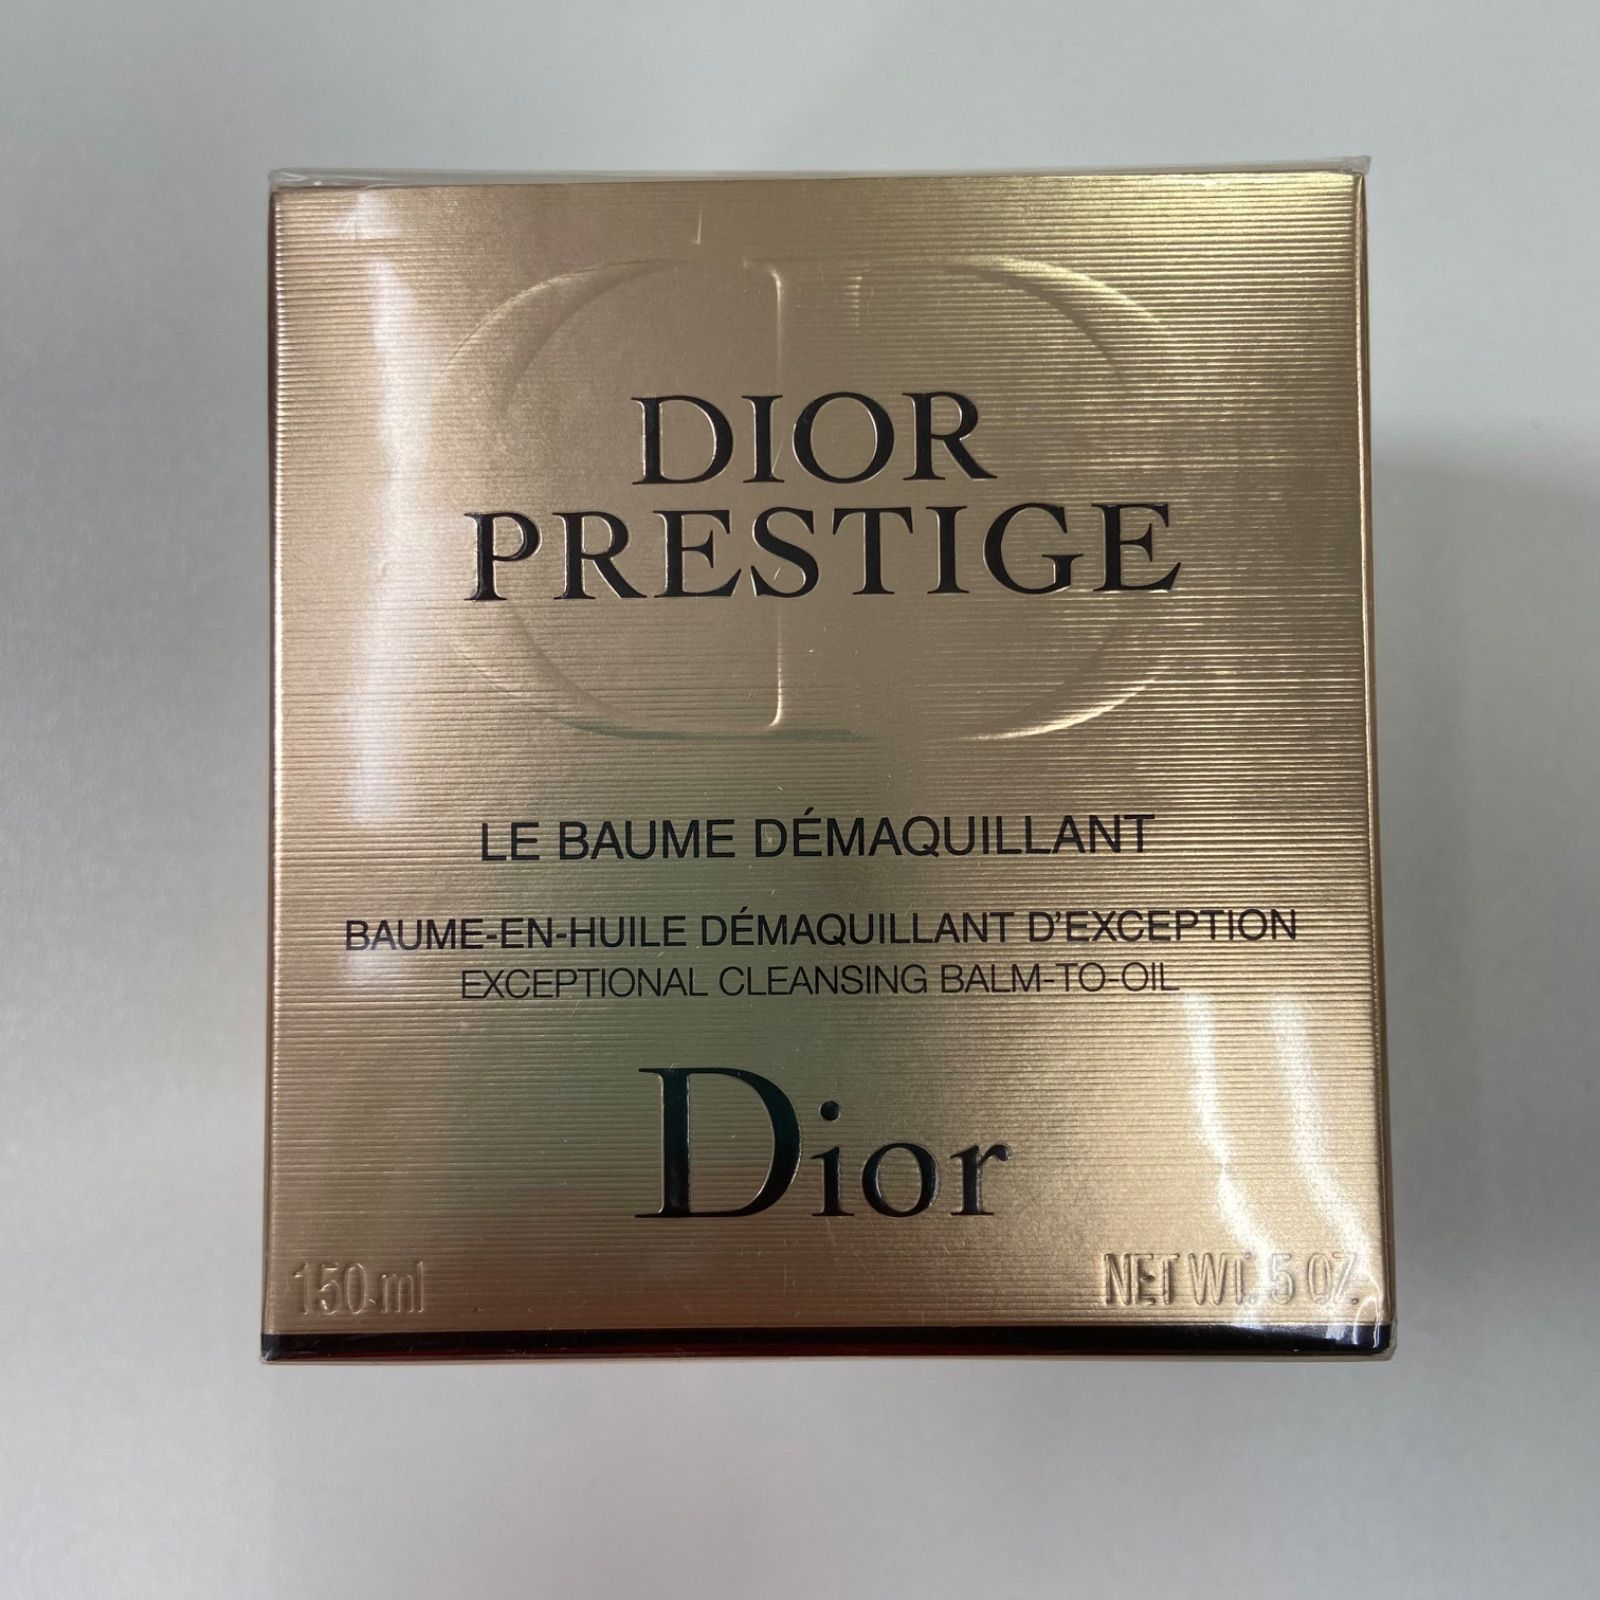 DIOR
PRESTIGE
LE BAUME DÉMAQUILLANT
BAUME-EN-HUILE DÉMAQUILLANT D'EXCEPTION
EXCEPTIONAL CLEANSING BALM-TO-OIL
Dior
150 ml NET WT. 5 OZ.